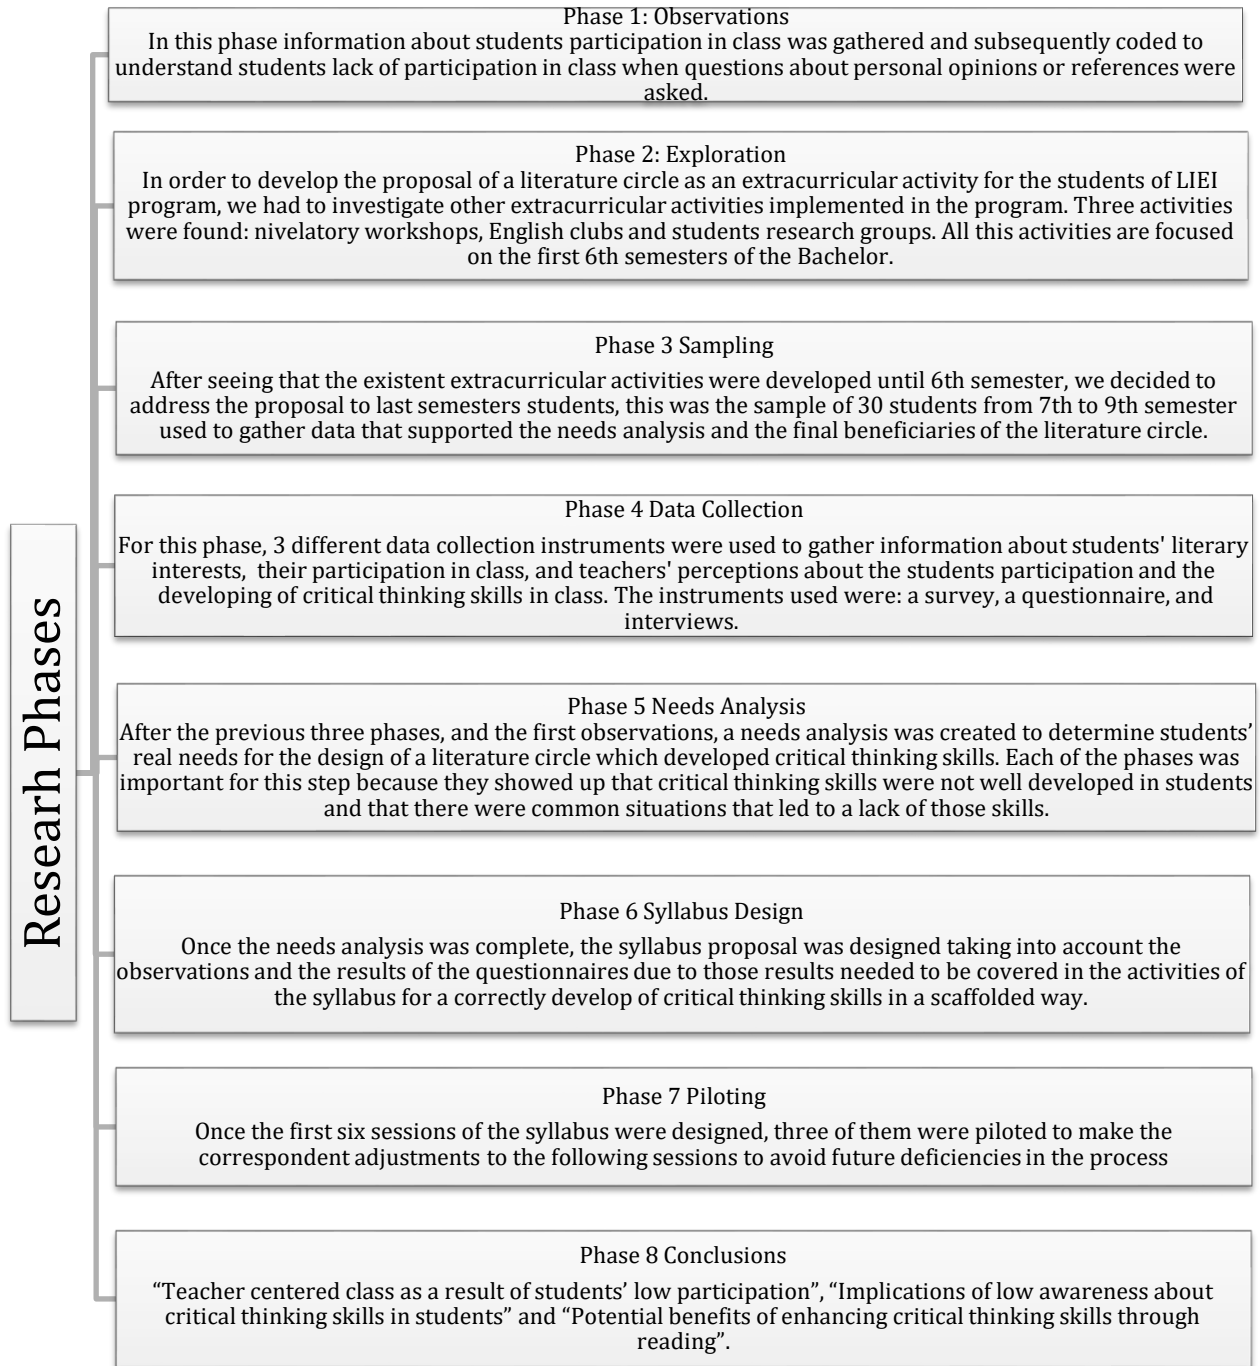 Researh Phases
Phase 1: Observations
In this phase information about students participation in class was gathered and subsequently coded to
understand students lack of participation in class when questions about personal opinions or references were
asked.
Phase 2: Exploration
In order to develop the proposal of a literature circle as an extracurricular activity for the students of LIEI
program, we had to investigate other extracurricular activities implemented in the program. Three activities
were found: nivelatory workshops, English clubs and students research groups. All this activities are focused
on the first 6th semesters of the Bachelor.
Phase 3 Sampling
After seeing that the existent extracurricular activities were developed until 6th semester, we decided to
address the proposal to last semesters students, this was the sample of 30 students from 7th to 9th semester
used to gather data that supported the needs analysis and the final beneficiaries of the literature circle.
Phase 4 Data Collection
For this phase, 3 different data collection instruments were used to gather information about students' literary
interests, their participation in class, and teachers' perceptions about the students participation and the
developing of critical thinking skills in class. The instruments used were: a survey, a questionnaire, and
interviews.
Phase 5 Needs Analysis
After the previous three phases, and the first observations, a needs analysis was created to determine students’
real needs for the design of a literature circle which developed critical thinking skills. Each of the phases was
important for this step because they showed up that critical thinking skills were not well developed in students
and that there were common situations that led to a lack of those skills.
Phase 6 Syllabus Design
Once the needs analysis was complete, the syllabus proposal was designed taking into account the
observations and the results of the questionnaires due to those results needed to be covered in the activities of
the syllabus for a correctly develop of critical thinking skills in a scaffolded way.
Phase 7 Piloting
Once the first six sessions of the syllabus were designed, three of them were piloted to make the
correspondent adjustments to the following sessions to avoid future deficiencies in the process
Phase 8 Conclusions
“Teacher centered class as a result of students’ low participation”, “Implications of low awareness about
critical thinking skills in students” and “Potential benefits of enhancing critical thinking skills through
reading”.